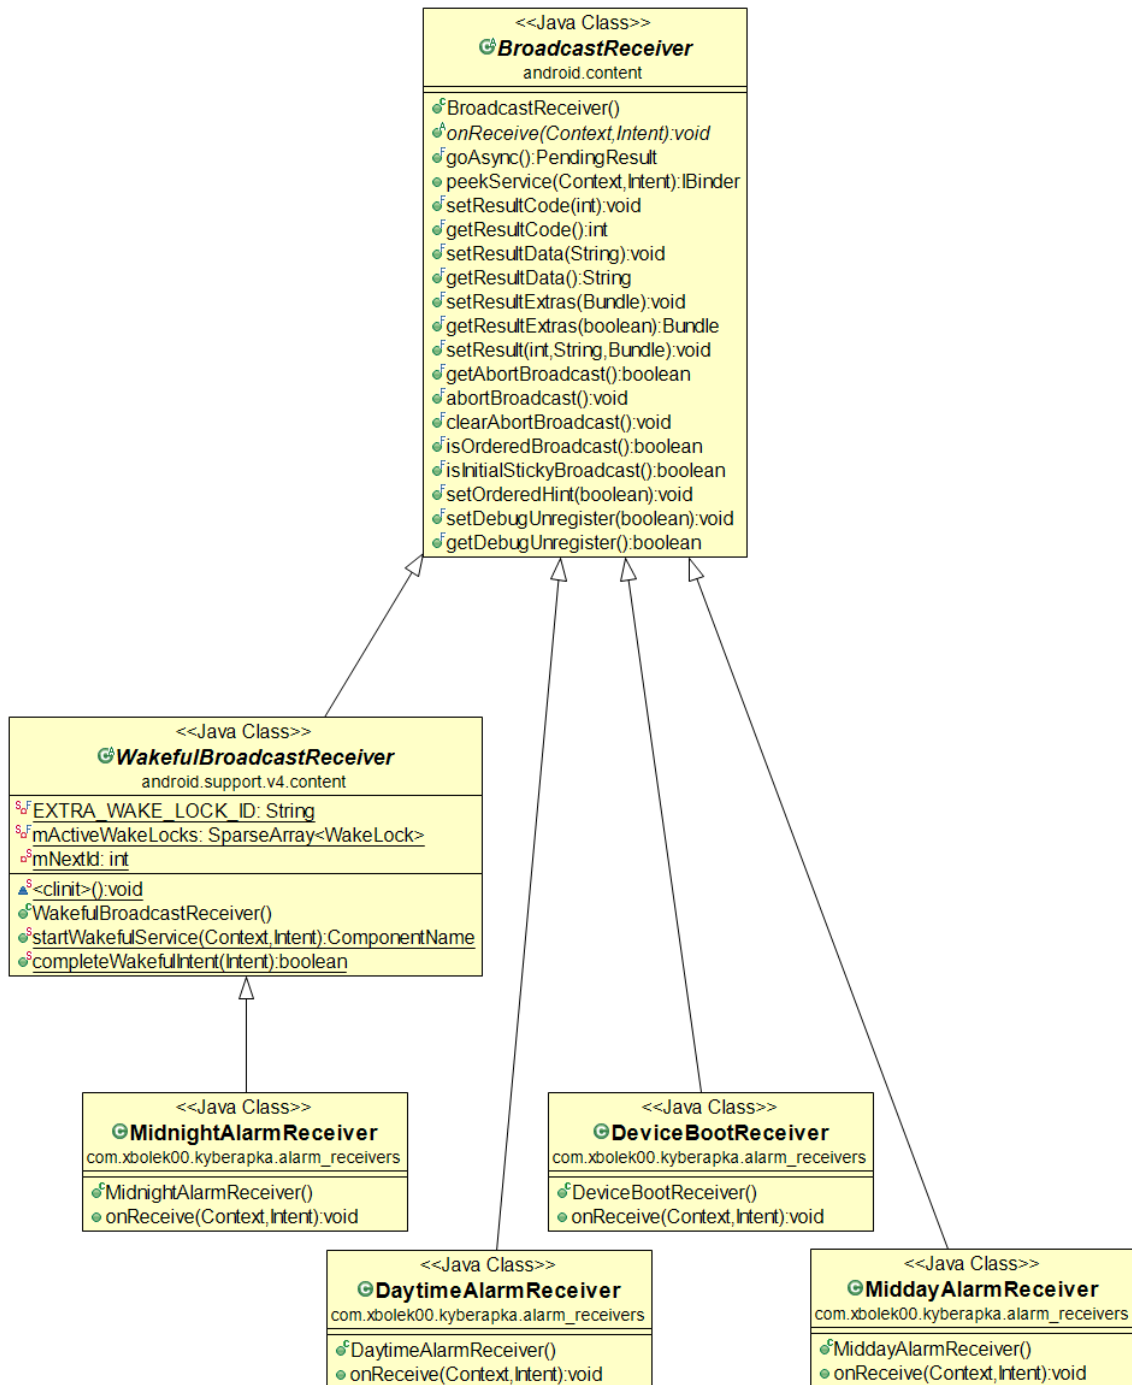 <<Java Class>>
BroadcastReceiver
android.content
BroadcastReceiver()
onReceive(Context,Intent):void
goAsync():PendingResult
peekService(Context,Intent):IBinder
setResultCode(int):void
getResultCode():int
setResultData(String):void
getResultData():String
setResultExtras(Bundle):void
getResultExtras(boolean):Bundle
setResult(int,String,Bundle):void
getAbortBroadcast():boolean
abortBroadcast():void
clearAbortBroadcast():void
isOrderedBroadcast():boolean
isInitialStickyBroadcast():boolean
setOrderedHint(boolean):void
setDebugUnregister(boolean):void
getDebugUnregister():boolean
<<Java Class>>
WakefulBroadcastReceiver
android.support.v4.content
EXTRA_WAKE_LOCK_ID: String
mActiveWakeLocks: SparseArray<WakeLock>
mNextId: int
<clinit>():void
WakefulBroadcastReceiver()
startWakefulService(Context,Intent):ComponentName
completeWakefulIntent(Intent):boolean
<<Java Class>>
MidnightAlarmReceiver
com.xbolek00.kyberapka.alarm_receivers
MidnightAlarmReceiver()
onReceive(Context,Intent):void
<<Java Class>>
DeviceBootReceiver
com.xbolek00.kyberapka.alarm_receivers
DeviceBootReceiver()
onReceive(Context,Intent):void
<<Java Class>>
DaytimeAlarmReceiver
com.xbolek00.kyberapka.alarm_receivers
DaytimeAlarmReceiver()
onReceive(Context,Intent):void
<<Java Class>>
MiddayAlarmReceiver
com.xbolek00.kyberapka.alarm_receivers
MiddayAlarmReceiver()
onReceive(Context,Intent):void